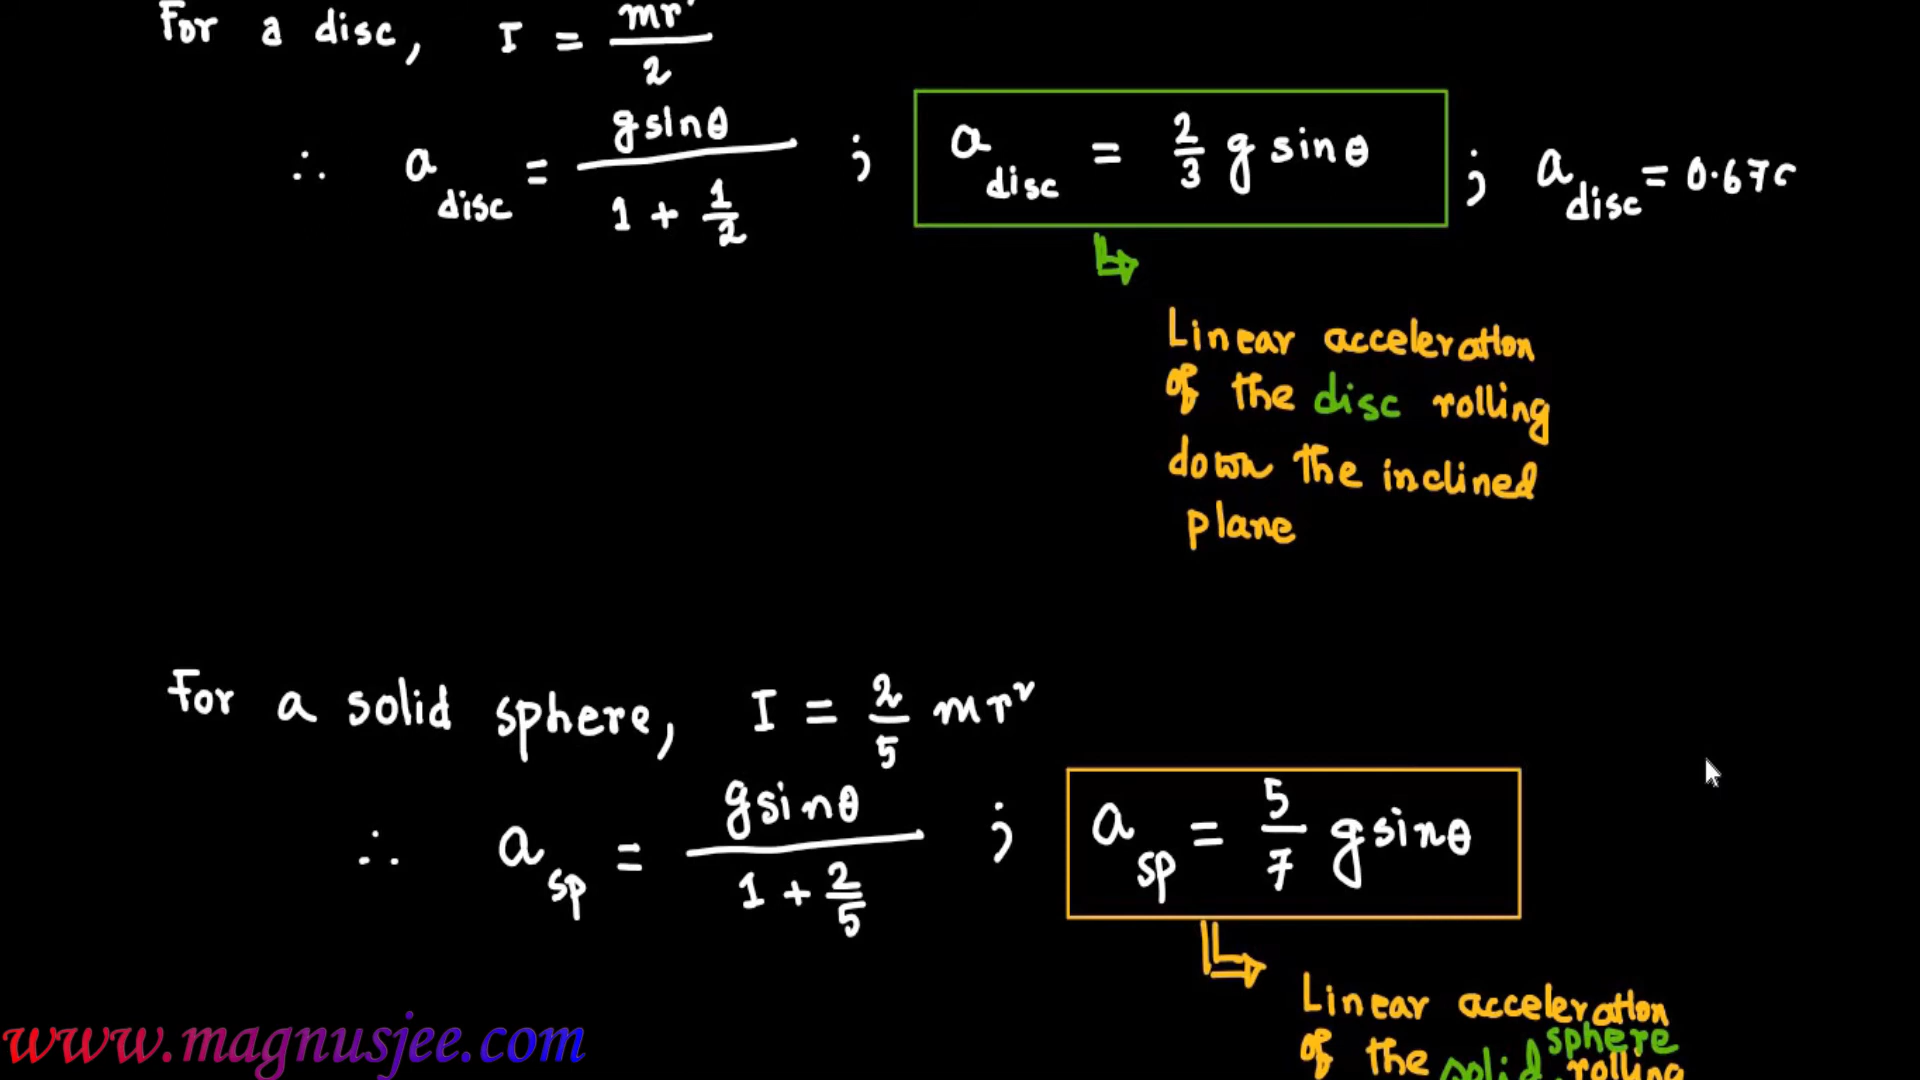 For a disc, I = mr²/2
∴ a_disc = g sinθ / (1 + 1/2) ; a_disc = 2/3 g sinθ ; a_disc = 0.67
Linear acceleration
of the disc rolling
down the inclined
plane
For a solid sphere, I = 2/5 mr²
∴ a_sp = g sinθ / (1 + 2/5) ; a_sp = 5/7 g sinθ
Linear acceleration
of the solid sphere rolling
www.magnusjee.com